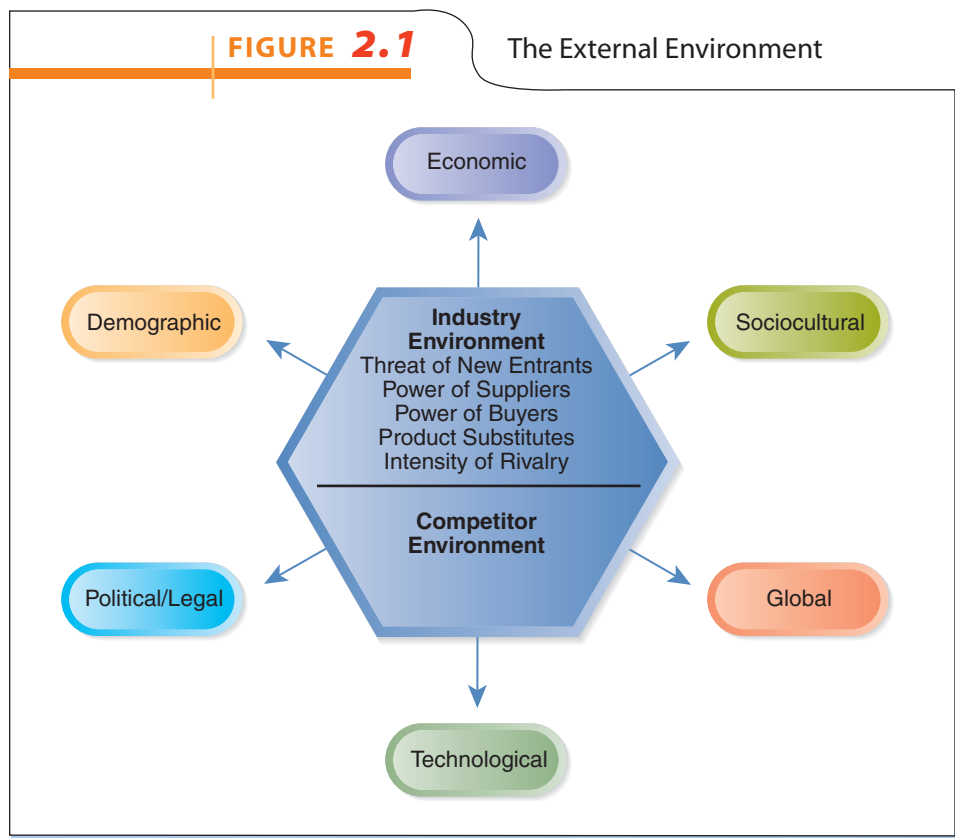 FIGURE 2.1
The External Environment
Economic
Demographic
Sociocultural
Industry
Environment
Threat of New Entrants
Power of Suppliers
Power of Buyers
Product Substitutes
Intensity of Rivalry
Competitor
Environment
Political/Legal
Global
Technological